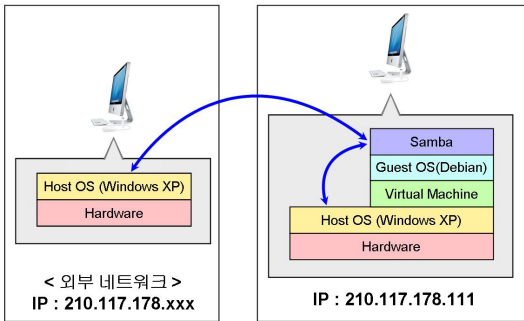 Host OS (Windows XP)
Hardware
< 외부 네트워크 >
IP : 210.117.178.xxx
Samba
Guest OS(Debian)
Virtual Machine
Host OS (Windows XP)
Hardware
IP : 210.117.178.111